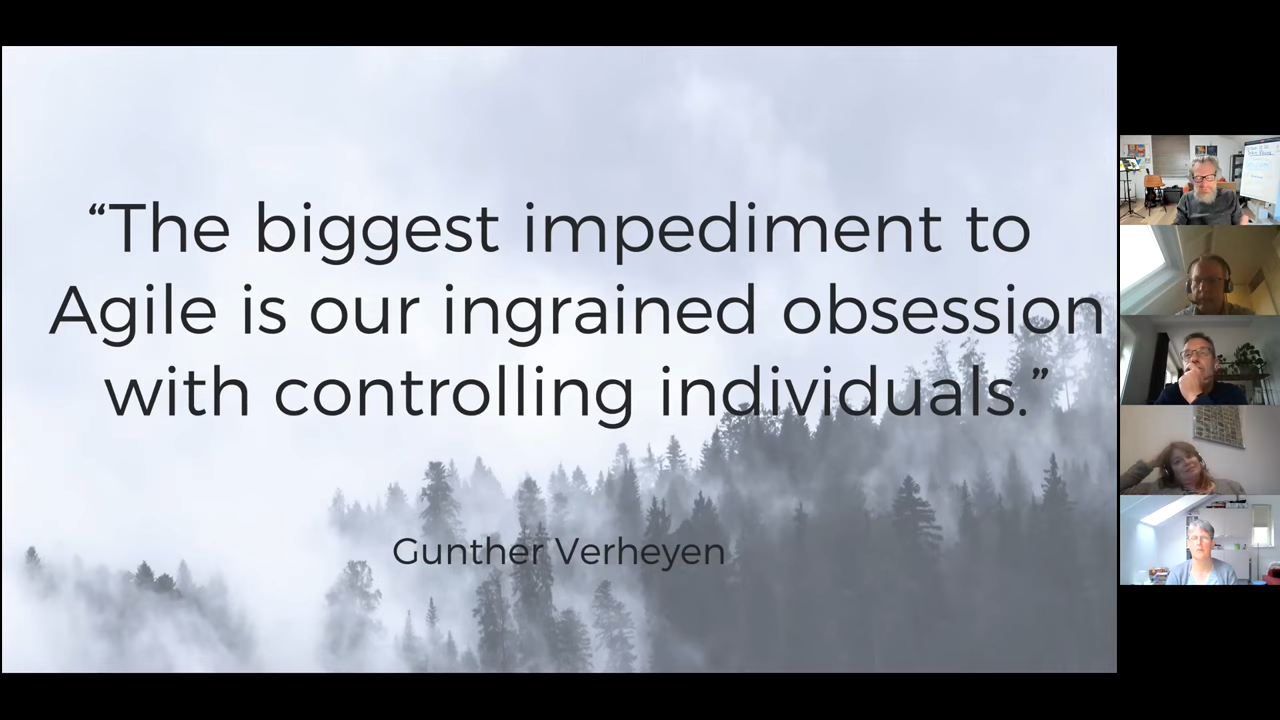 “The biggest impediment to
Agile is our ingrained obsession
with controlling individuals.”
Gunther Verheyen